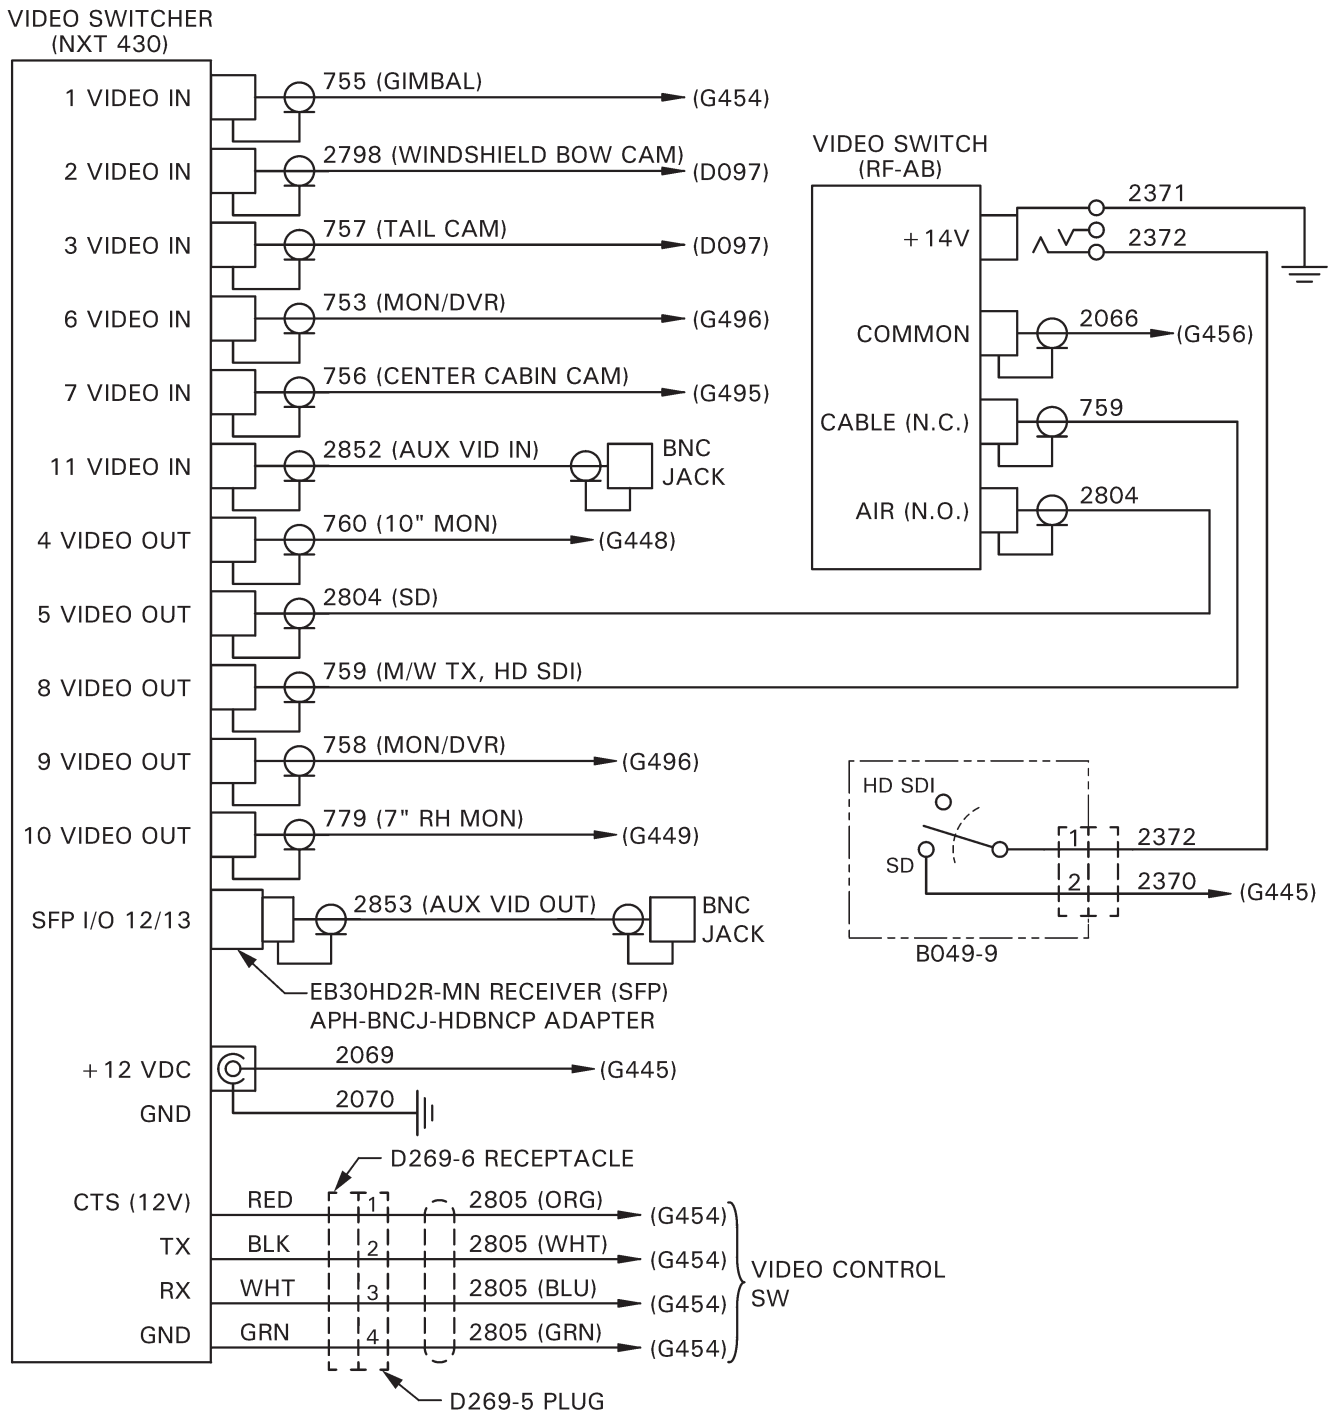 VIDEO SWITCHER
(NXT 430)
1 VIDEO IN
755 (GIMBAL)
(G454)
2 VIDEO IN
2798 (WINDSHIELD BOW CAM)
(D097)
3 VIDEO IN
757 (TAIL CAM)
(D097)
6 VIDEO IN
753 (MON/DVR)
(G496)
7 VIDEO IN
756 (CENTER CABIN CAM)
(G495)
11 VIDEO IN
2852 (AUX VID IN)
BNC
JACK
4 VIDEO OUT
760 (10" MON)
(G448)
5 VIDEO OUT
2804 (SD)
8 VIDEO OUT
759 (M/W TX, HD SDI)
9 VIDEO OUT
758 (MON/DVR)
(G496)
10 VIDEO OUT
779 (7" RH MON)
(G449)
SFP I/O 12/13
2853 (AUX VID OUT)
BNC
JACK
EB30HD2R-MN RECEIVER (SFP)
APH-BNCJ-HDBNCP ADAPTER
+12 VDC
2069
(G445)
GND
2070
D269-6 RECEPTACLE
CTS (12V)
RED
1
2805 (ORG)
(G454)
TX
BLK
2
2805 (WHT)
(G454)
RX
WHT
3
2805 (BLU)
(G454)
GND
GRN
4
2805 (GRN)
(G454)
VIDEO CONTROL
SW
D269-5 PLUG
VIDEO SWITCH
(RF-AB)
+14V
2371
2372
COMMON
2066
(G456)
CABLE (N.C.)
759
AIR (N.O.)
2804
HD SDI
SD
1
2372
2
2370
(G445)
B049-9